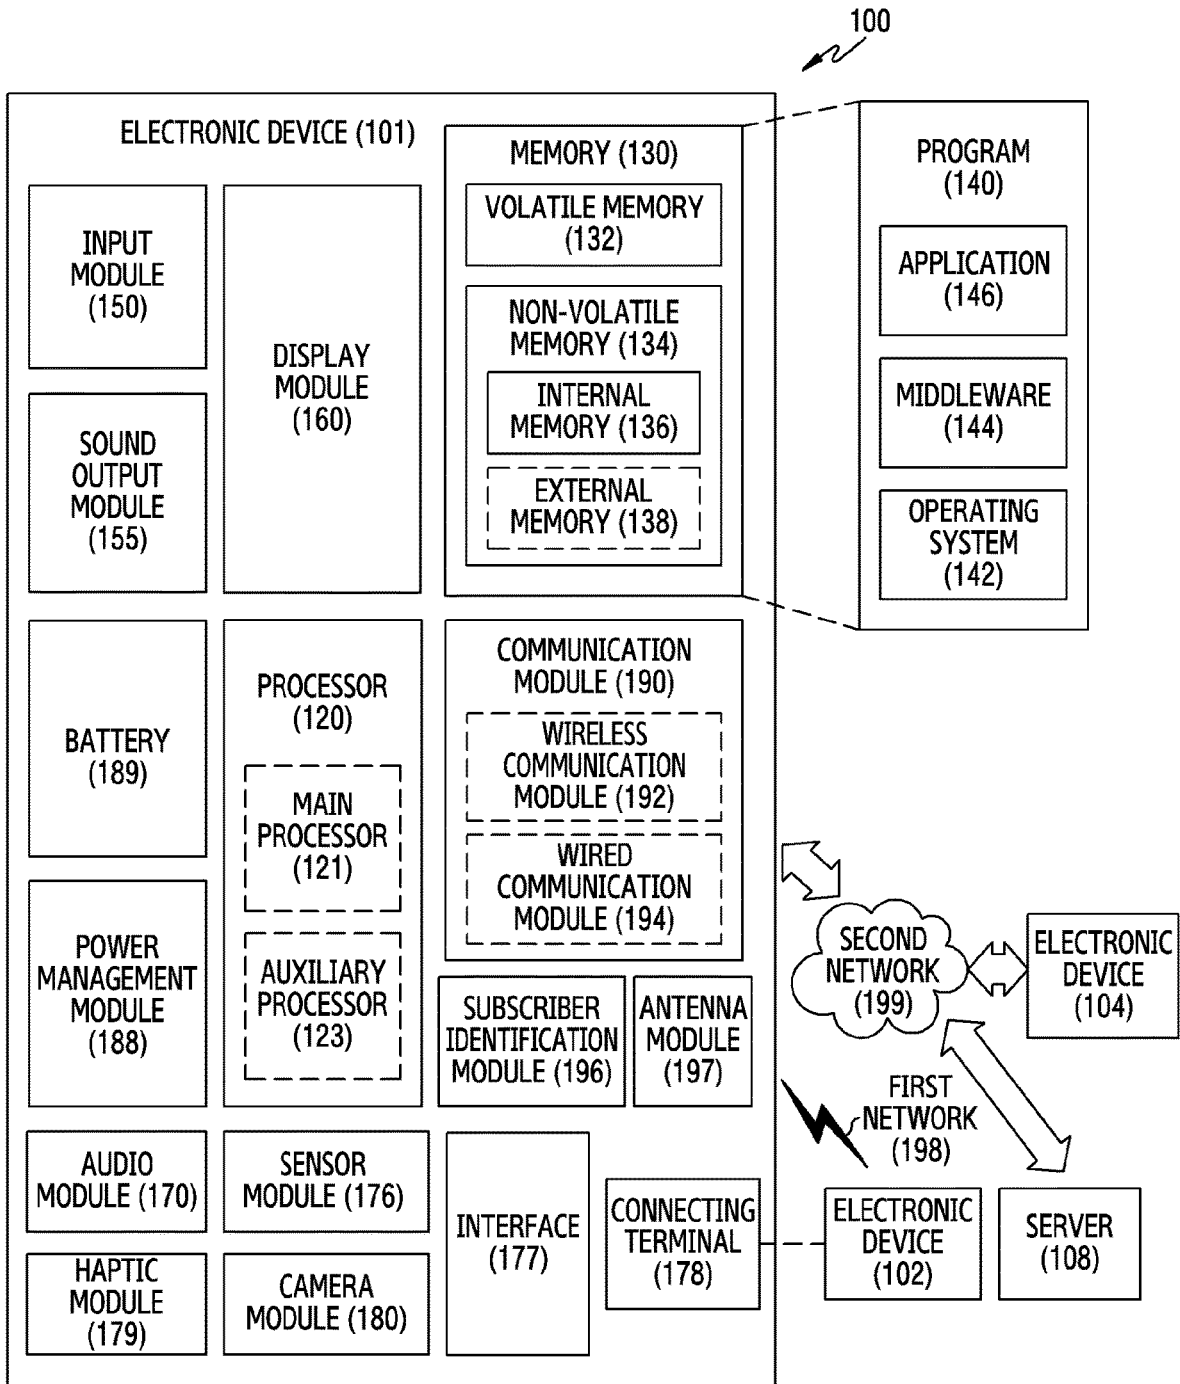 100
ELECTRONIC DEVICE (101)
INPUT
MODULE
(150)
SOUND
OUTPUT
MODULE
(155)
DISPLAY
MODULE
(160)
MEMORY (130)
VOLATILE MEMORY
(132)
NON-VOLATILE
MEMORY (134)
INTERNAL
MEMORY (136)
EXTERNAL
MEMORY (138)
PROGRAM
(140)
APPLICATION
(146)
MIDDLEWARE
(144)
OPERATING
SYSTEM
(142)
BATTERY
(189)
POWER
MANAGEMENT
MODULE
(188)
PROCESSOR
(120)
MAIN
PROCESSOR
(121)
AUXILIARY
PROCESSOR
(123)
COMMUNICATION
MODULE (190)
WIRELESS
COMMUNICATION
MODULE (192)
WIRED
COMMUNICATION
MODULE (194)
SUBSCRIBER
IDENTIFICATION
MODULE (196)
ANTENNA
MODULE
(197)
SECOND
NETWORK
(199)
ELECTRONIC
DEVICE
(104)
FIRST
NETWORK
(198)
AUDIO
MODULE (170)
SENSOR
MODULE (176)
HAPTIC
MODULE
(179)
CAMERA
MODULE (180)
INTERFACE
(177)
CONNECTING
TERMINAL
(178)
ELECTRONIC
DEVICE
(102)
SERVER
(108)